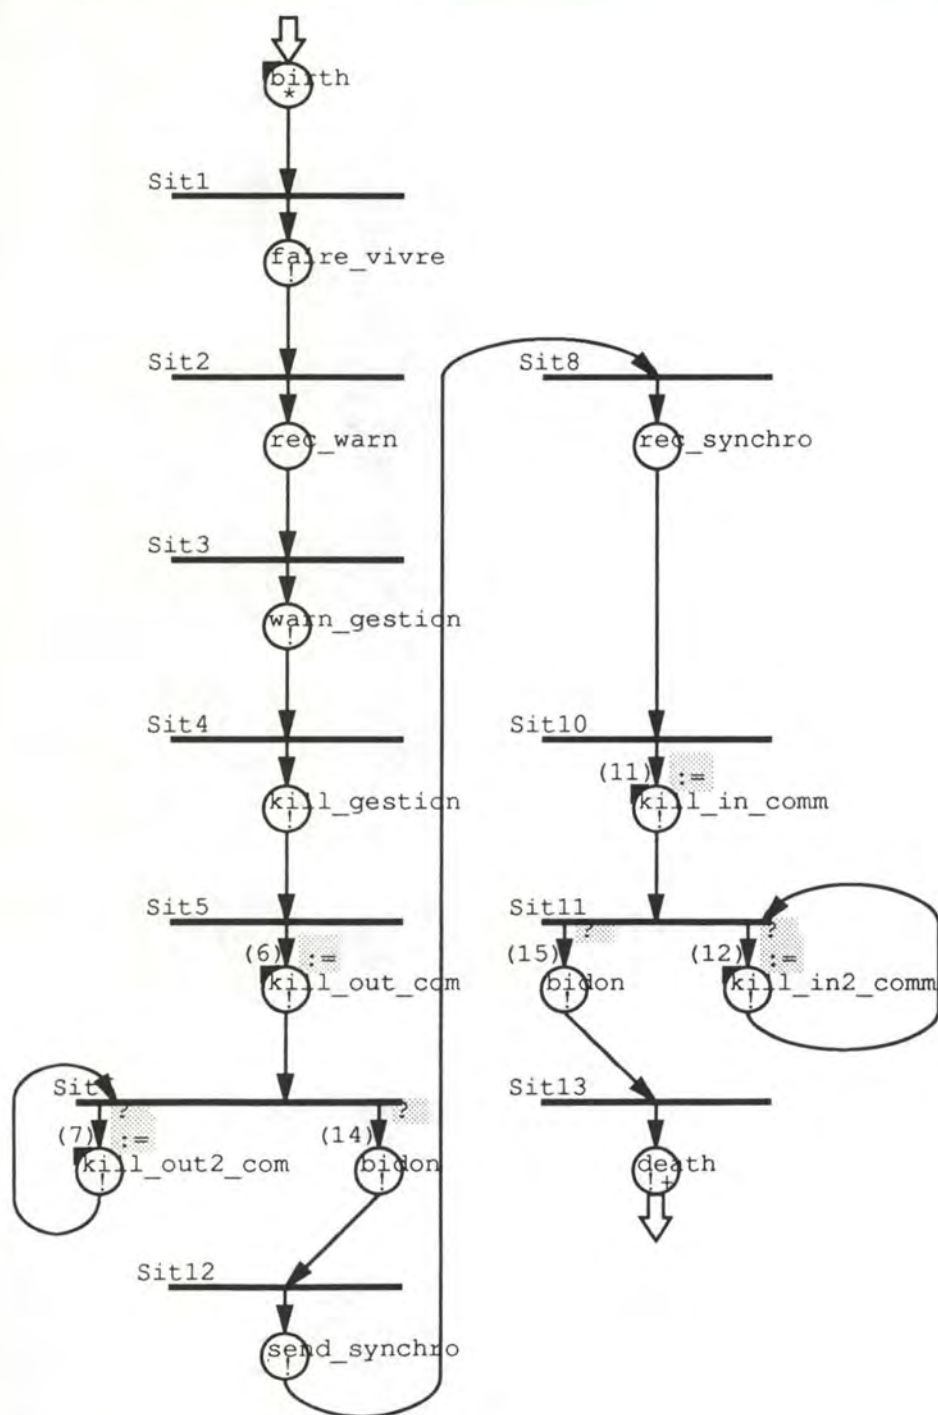 birth
*
Sit1
faire_vivre
!
Sit2
rec_warn
Sit3
warn_gestion
!
Sit4
kill_gestion
!
Sit5
(6) :=
kill_out_com
!
Sit
?
(7) :=
kill_out2_com
!
?
(14)
bidon
!
Sit12
send_synchro
!
Sit8
rec_synchro
Sit10
(11) :=
kill_in_comm
!
Sit11
?
(15)
bidon
!
?
(12) :=
kill_in2_comm
!
Sit13
death
!+